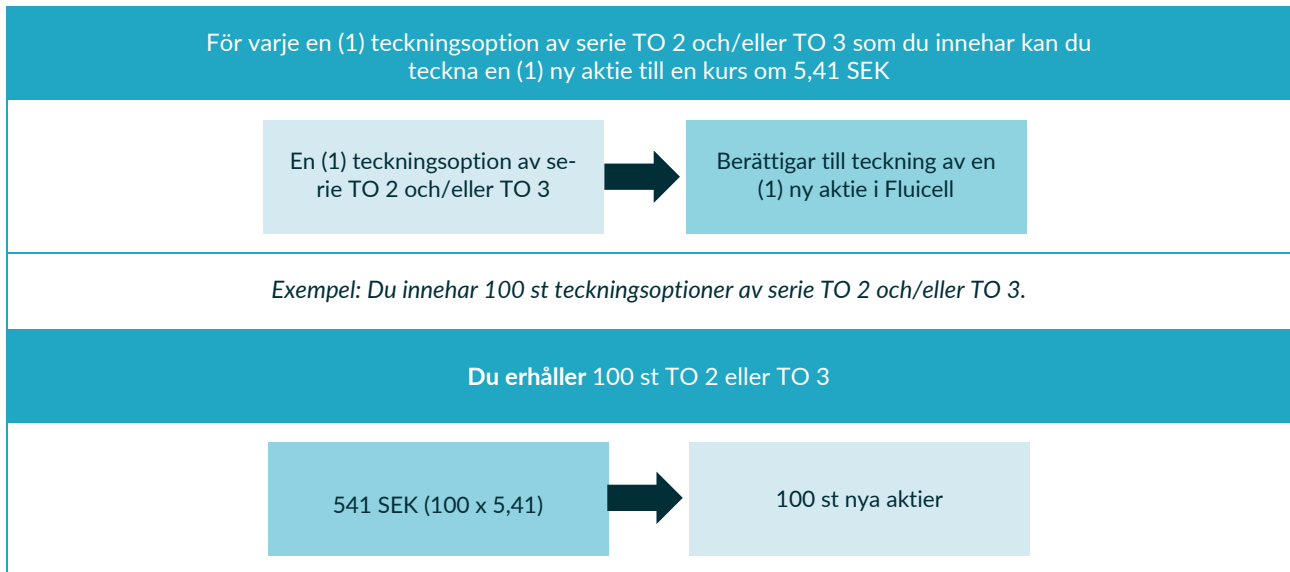 För varje en (1) teckningsoption av serie TO 2 och/eller TO 3 som du innehar kan du
teckna en (1) ny aktie till en kurs om 5,41 SEK
En (1) teckningsoption av se-
rie TO 2 och/eller TO 3
Berättigar till teckning av en
(1) ny aktie i Fluicell
Exempel: Du innehar 100 st teckningsoptioner av serie TO 2 och/eller TO 3.
Du erhåller 100 st TO 2 eller TO 3
541 SEK (100 x 5,41)
100 st nya aktier